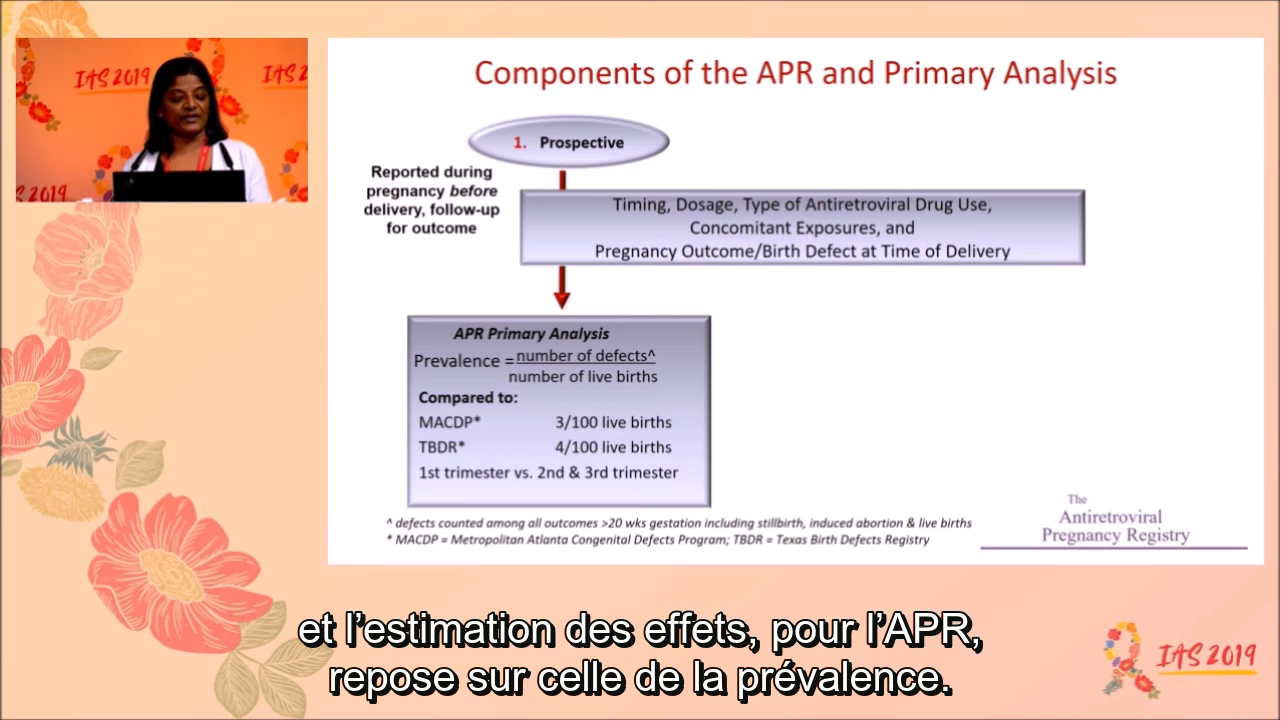 IAS 2019
IAS 2
S 2019
Components of the APR and Primary Analysis
1. Prospective
Reported during
pregnancy before
delivery, follow-up
for outcome
Timing, Dosage, Type of Antiretroviral Drug Use,
Concomitant Exposures, and
Pregnancy Outcome/Birth Defect at Time of Delivery
APR Primary Analysis
Prevalence = number of defects^
number of live births
Compared to:
MACDP* 3/100 live births
TBDR* 4/100 live births
1st trimester vs. 2nd & 3rd trimester
^ defects counted among all outcomes >20 wks gestation including stillbirth, induced abortion & live births
* MACDP = Metropolitan Atlanta Congenital Defects Program; TBDR = Texas Birth Defects Registry
The
Antiretroviral
Pregnancy Registry
et l'estimation des effets, pour l'APR,
repose sur celle de la prévalence.
IAS 2019